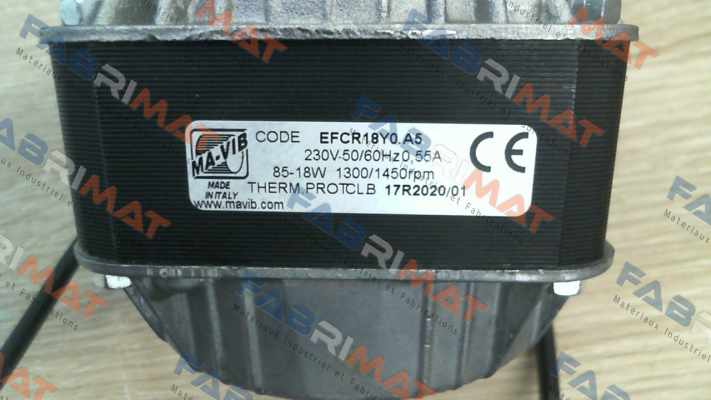 MA-VIB
MADE
IN ITALY
www.mavib.com
CODE EFCR18Y0.A5
230V-50/60Hz 0,55A
85-18W 1300/1450rpm
THERM.PROT.CLB 17R2020/01
CE
FABRIMAT
Matériaux Industriel et Fabrications